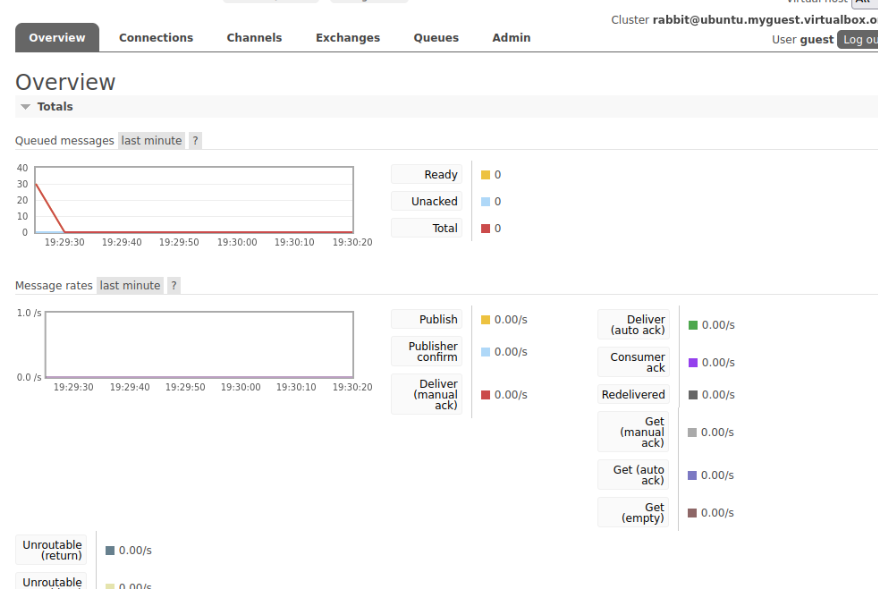 Cluster rabbit@ubuntu.myguest.virtualbox.o
Overview Connections Channels Exchanges Queues Admin
User guest Log ou
Overview
Totals
Queued messages last minute ?
40
30
20
10
0
19:29:30 19:29:40 19:29:50 19:30:00 19:30:10 19:30:20
Ready 0
Unacked 0
Total 0
Message rates last minute ?
1.0 /s
0.0 /s
19:29:30 19:29:40 19:29:50 19:30:00 19:30:10 19:30:20
Publish 0.00/s
Publisher
confirm 0.00/s
Deliver
(manual 0.00/s
ack)
Deliver
(auto ack) 0.00/s
Consumer
ack 0.00/s
Redelivered 0.00/s
Get
(manual 0.00/s
ack)
Get (auto
ack) 0.00/s
Get
(empty) 0.00/s
Unroutable
(return) 0.00/s
Unroutable
0.00/s